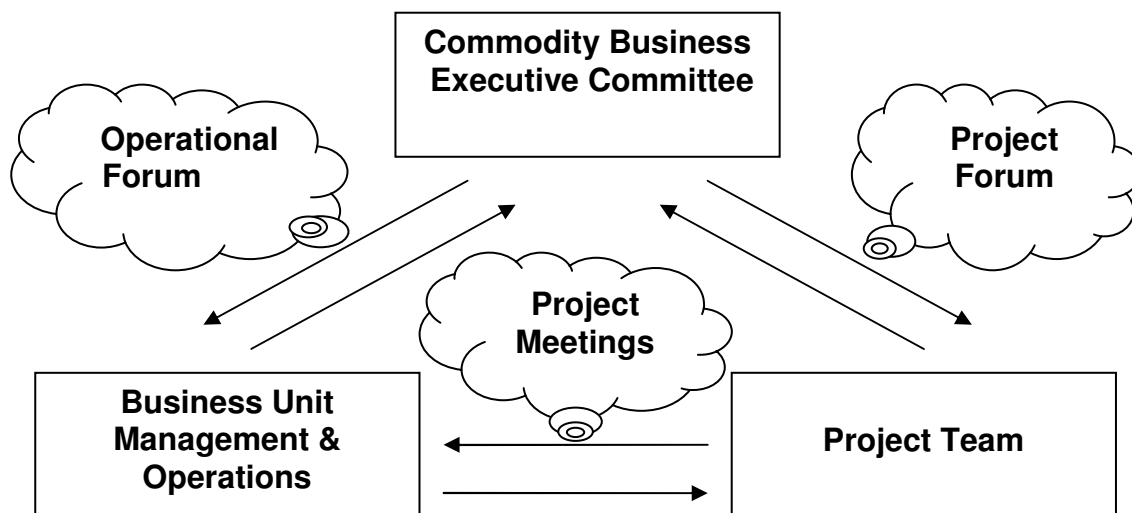 Commodity Business
Executive Committee
Operational
Forum
Project
Forum
Project
Meetings
Business Unit
Management &
Operations
Project Team